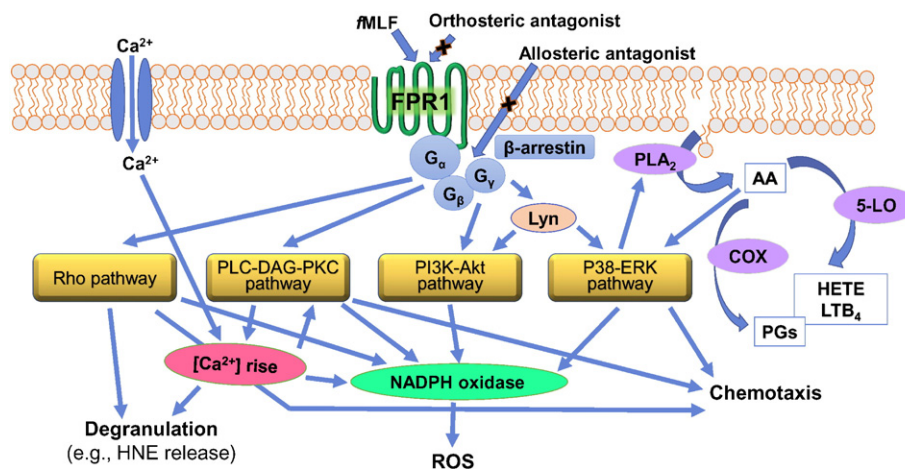 fMLF
Orthosteric antagonist
Ca²⁺
Allosteric antagonist
FPR1
Ca²⁺
Gα
Gβ
Gγ
β-arrestin
PLA₂
AA
Lyn
5-LO
COX
Rho pathway
PLC-DAG-PKC
pathway
PI3K-Akt
pathway
P38-ERK
pathway
HETE
LTB₄
PGs
[Ca²⁺] rise
NADPH oxidase
Chemotaxis
Degranulation
(e.g., HNE release)
ROS